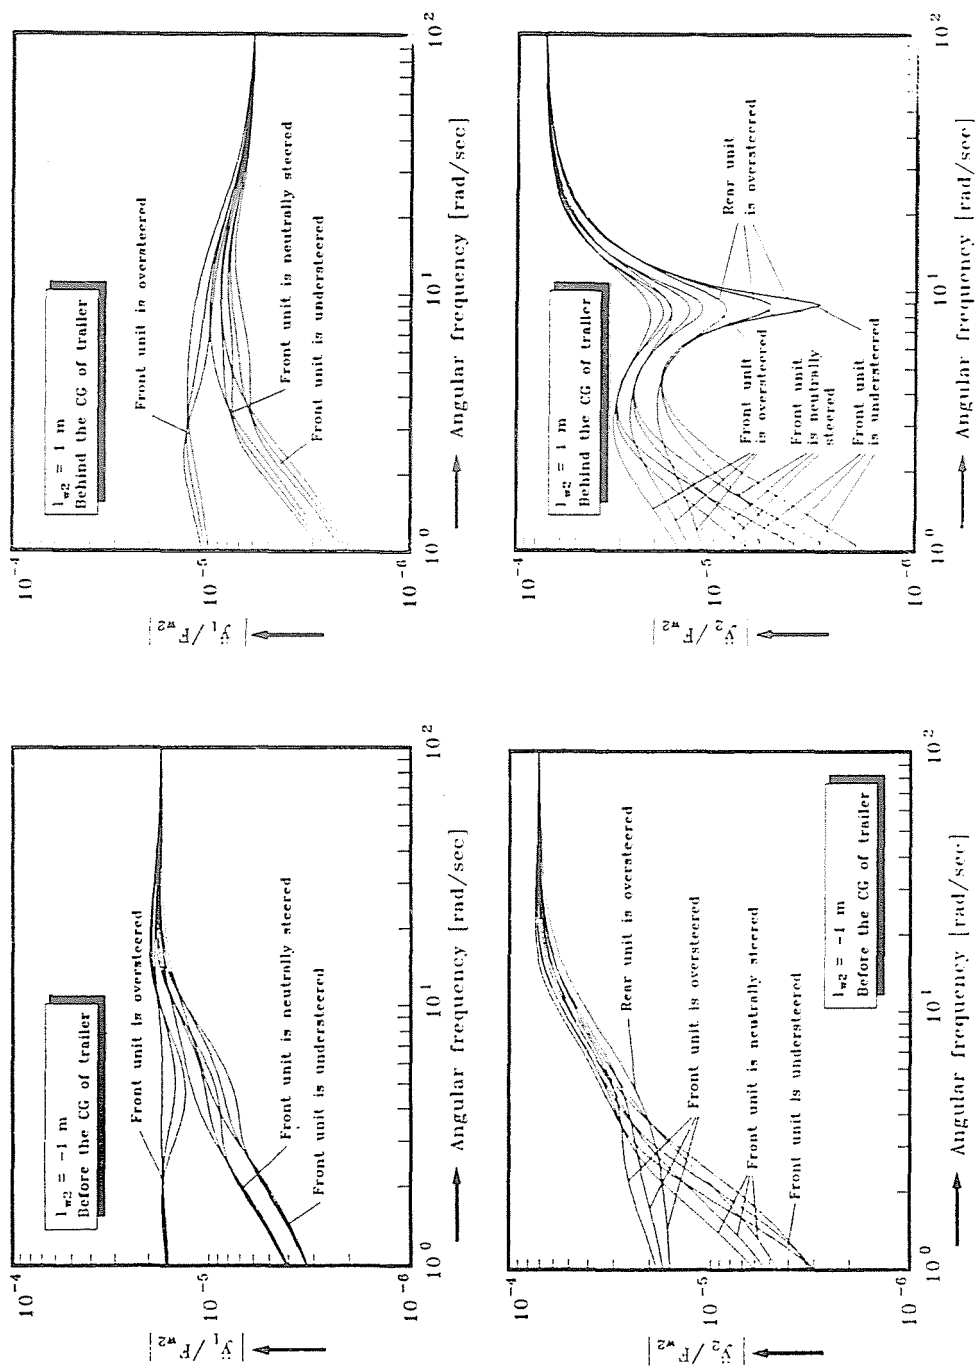 l_w2 = -1 m
Before the CG of trailer
Front unit is oversteered
Front unit is neutrally steered
Front unit is understeered
10^-4
10^-5
10^-6
10^0
10^1
10^2
|ÿ_1/F_w2|
Angular frequency [rad/sec]
l_w2 = 1 m
Behind the CG of trailer
Front unit is oversteered
Front unit is neutrally steered
Front unit is understeered
10^-4
10^-5
10^-6
10^0
10^1
10^2
|ÿ_1/F_w2|
Angular frequency [rad/sec]
Rear unit is oversteered
Front unit is oversteered
Front unit is neutrally steered
Front unit is understeered
l_w2 = -1 m
Before the CG of trailer
10^-4
10^-5
10^-6
10^0
10^1
10^2
|ÿ_2/F_w2|
Angular frequency [rad/sec]
l_w2 = 1 m
Behind the CG of trailer
Rear unit
is oversteered
Front unit
is oversteered
Front unit
is neutrally
steered
Front unit
is understeered
10^-4
10^-5
10^-6
10^0
10^1
10^2
|ÿ_2/F_w2|
Angular frequency [rad/sec]